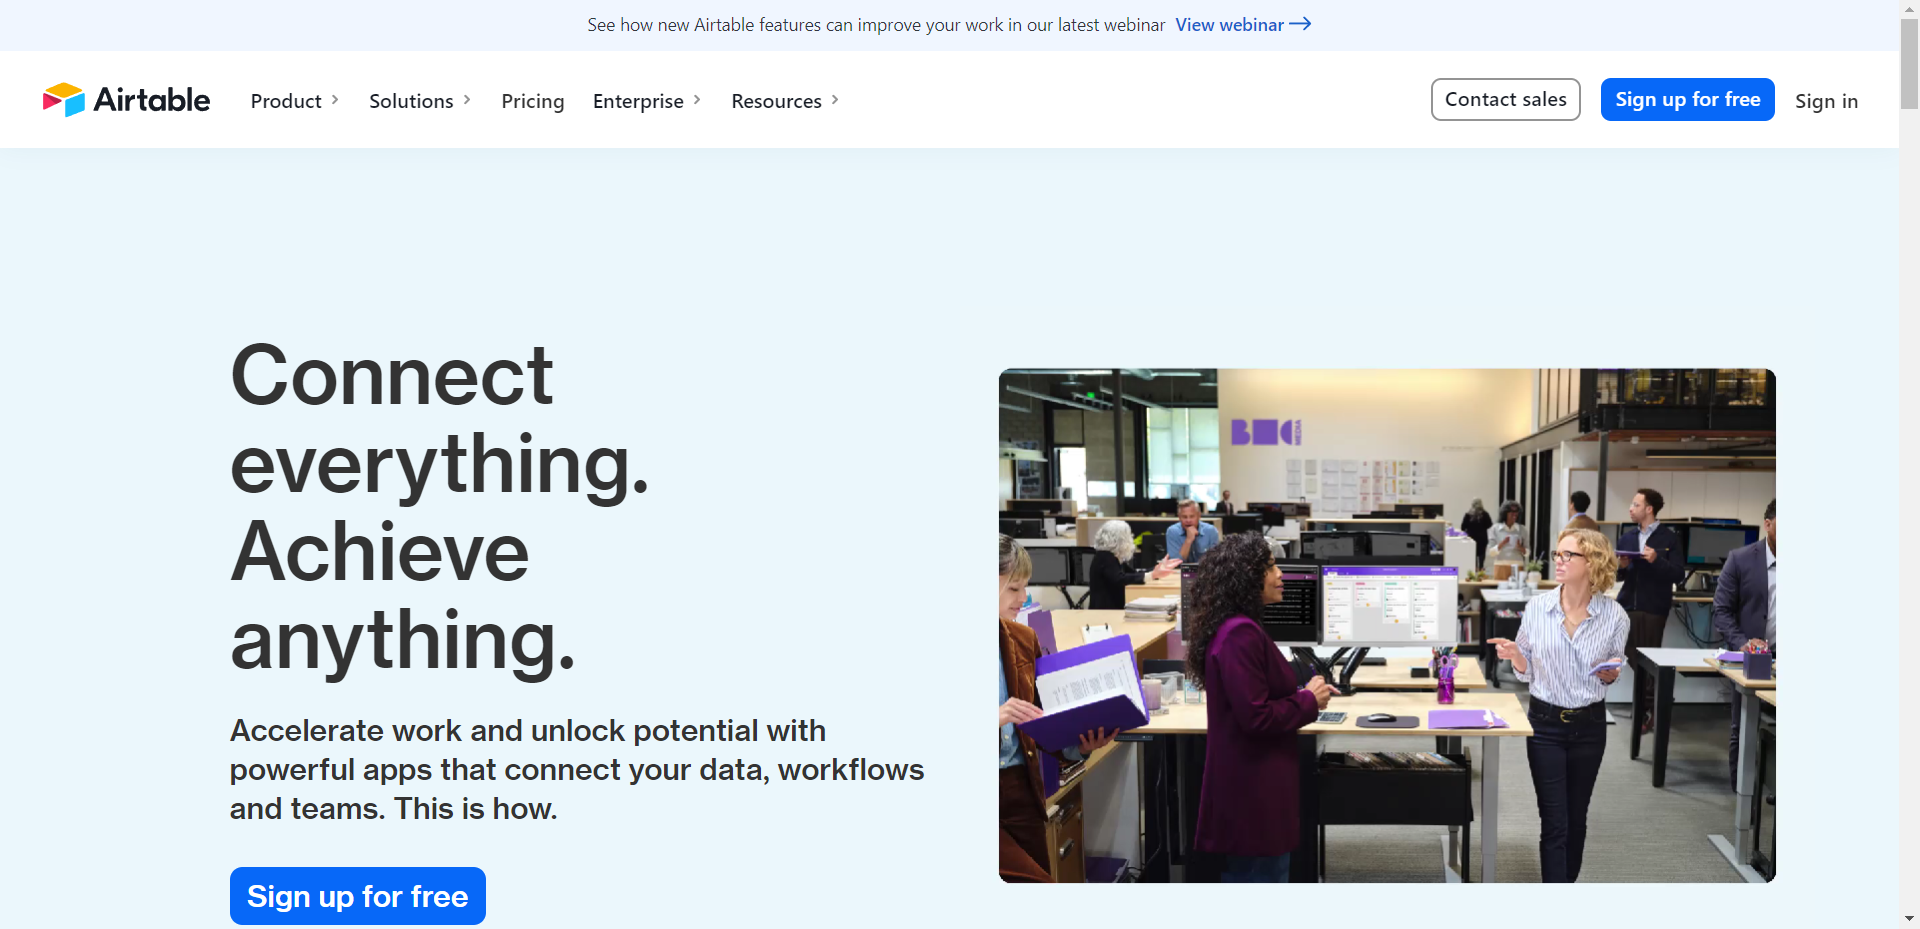 See how new Airtable features can improve your work in our latest webinar View webinar
Airtable Product Solutions Pricing Enterprise Resources Contact sales Sign up for free Sign in
Connect
everything.
Achieve
anything.
Accelerate work and unlock potential with
powerful apps that connect your data, workflows
and teams. This is how.
Sign up for free
BMC
MEDIA